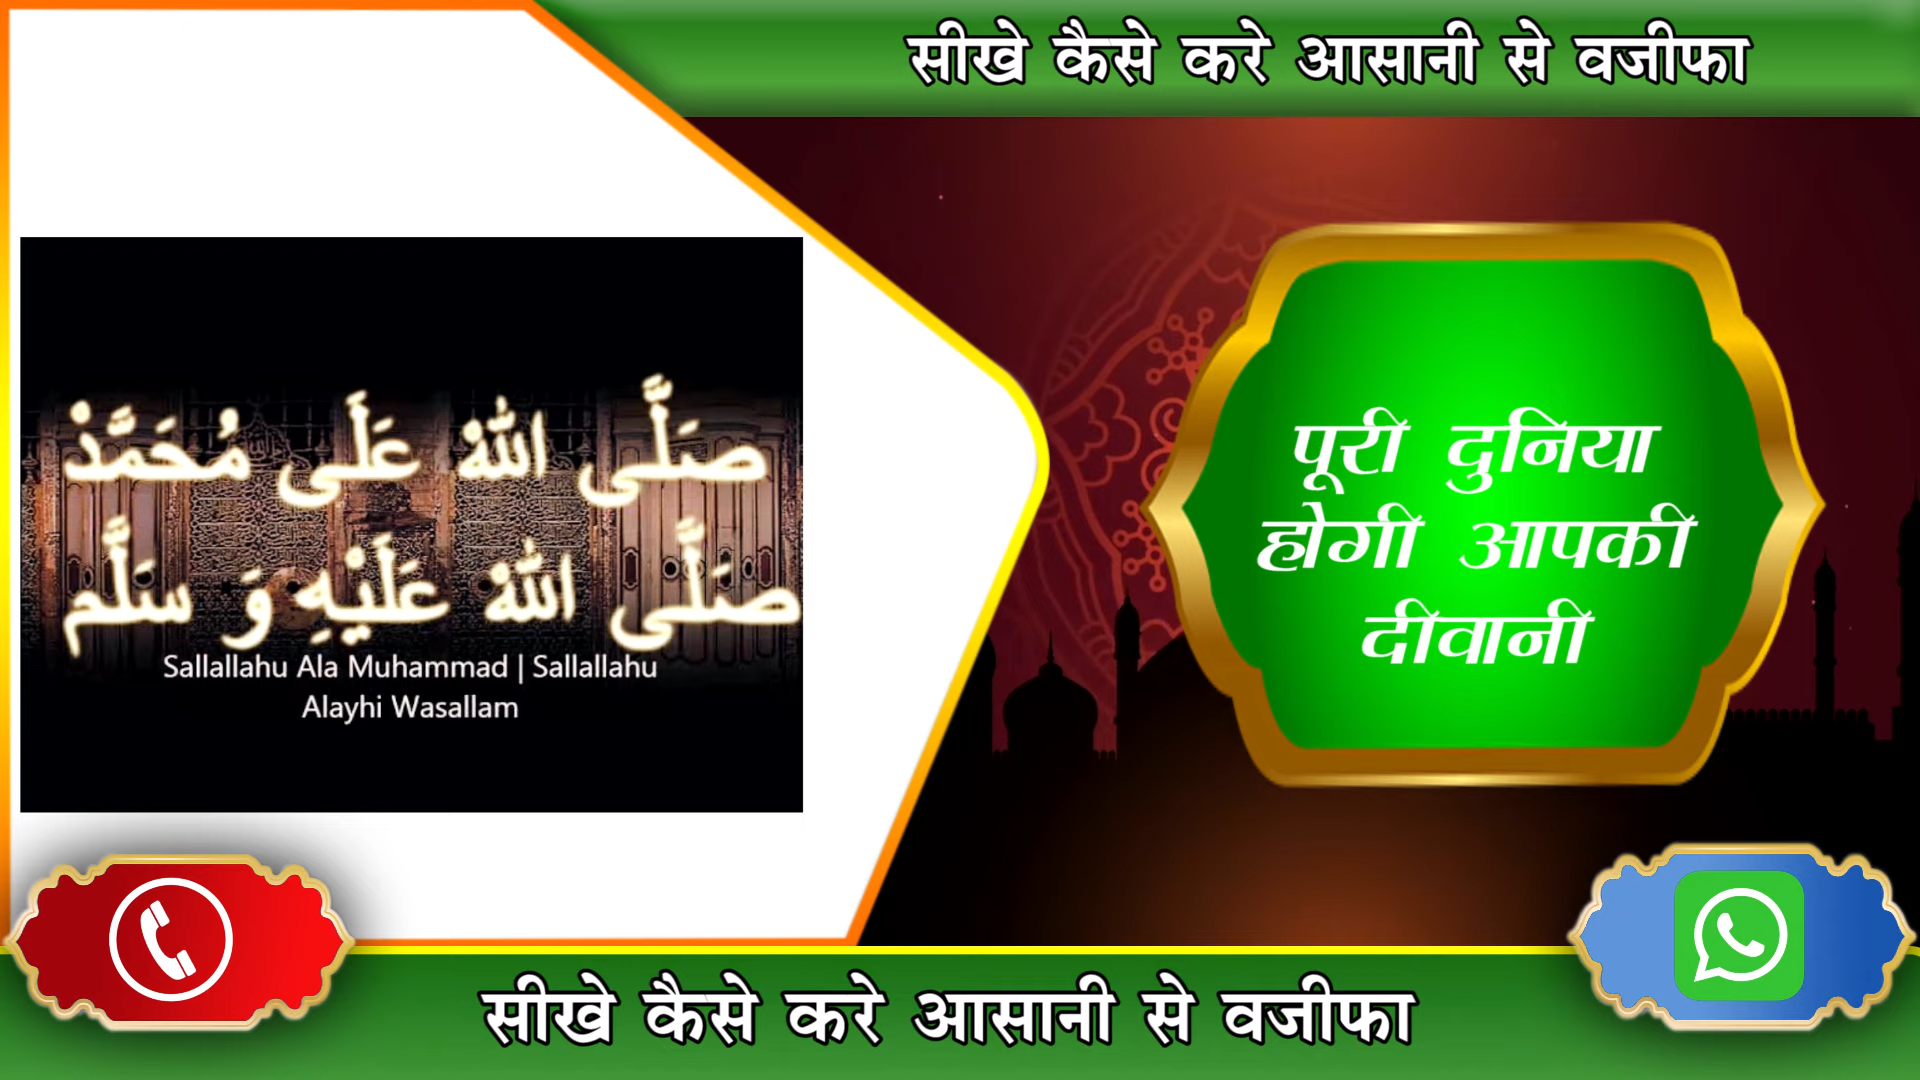 सीखे कैसे करे आसानी से वजीफा
صَلَّى اللهُ عَلَى مُحَمَّدْ
صَلَّى اللهُ عَلَيْهِ وَ سَلَّم
Sallallahu Ala Muhammad | Sallallahu
Alayhi Wasallam
पूरी दुनिया
होगी आपकी
दीवानी
सीखे कैसे करे आसानी से वजीफा